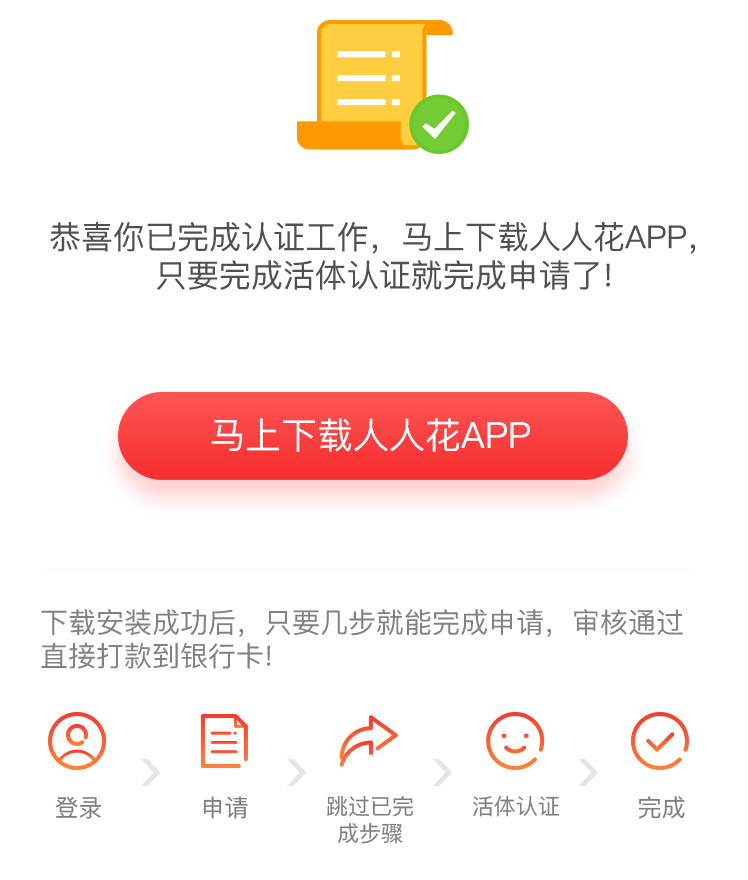 恭喜你已完成认证工作，马上下载人人花APP，
只要完成活体认证就完成申请了!
马上下载人人花APP
下载安装成功后，只要几步就能完成申请，审核通过
直接打款到银行卡!
登录
申请
跳过已完
成步骤
活体认证
完成